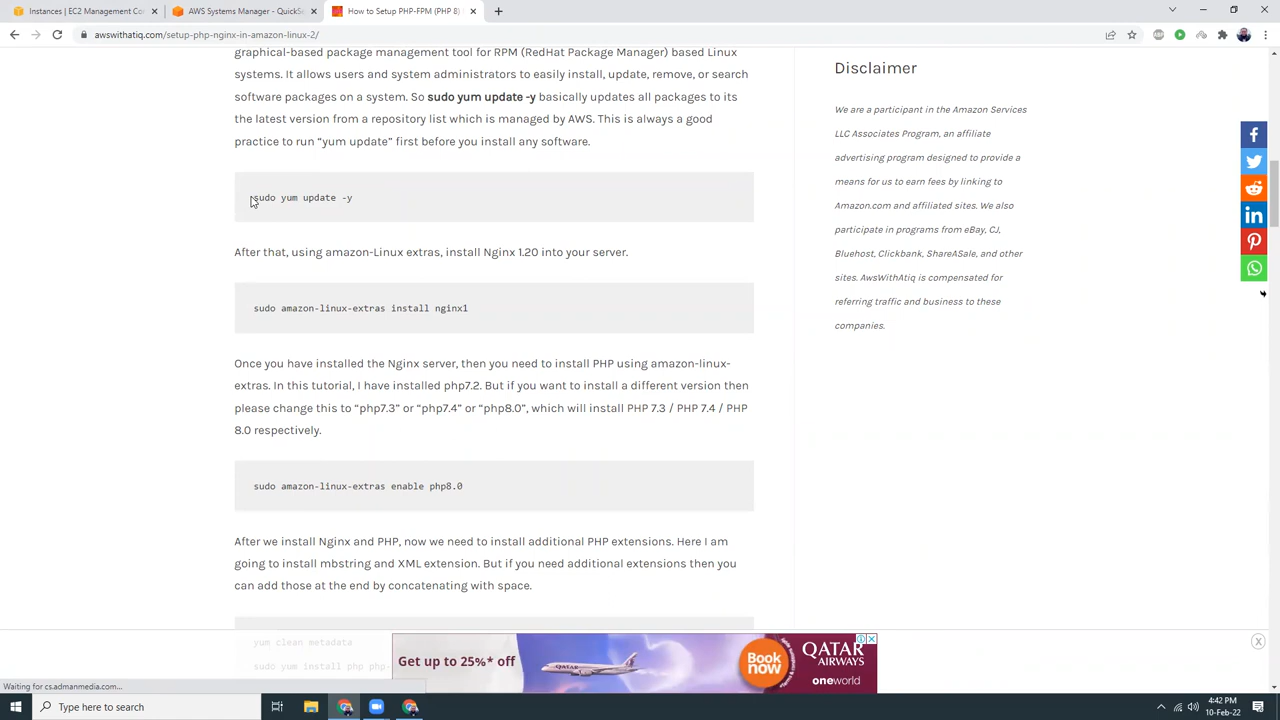 Instances | EC2 Management Co
AWS Systems Manager - QuickSe
How to Setup PHP-FPM (PHP 8)
awswithatiq.com/setup-php-nginx-in-amazon-linux-2/
graphical-based package management tool for RPM (RedHat Package Manager) based Linux
systems. It allows users and system administrators to easily install, update, remove, or search
software packages on a system. So sudo yum update -y basically updates all packages to its
the latest version from a repository list which is managed by AWS. This is always a good
practice to run “yum update” first before you install any software.
sudo yum update -y
After that, using amazon-Linux extras, install Nginx 1.20 into your server.
sudo amazon-linux-extras install nginx1
Once you have installed the Nginx server, then you need to install PHP using amazon-linux-
extras. In this tutorial, I have installed php7.2. But if you want to install a different version then
please change this to “php7.3” or “php7.4” or “php8.0”, which will install PHP 7.3 / PHP 7.4 / PHP
8.0 respectively.
sudo amazon-linux-extras enable php8.0
After we install Nginx and PHP, now we need to install additional PHP extensions. Here I am
going to install mbstring and XML extension. But if you need additional extensions then you
can add those at the end by concatenating with space.
yum clean metadata
sudo yum install php php-
Disclaimer
We are a participant in the Amazon Services
LLC Associates Program, an affiliate
advertising program designed to provide a
means for us to earn fees by linking to
Amazon.com and affiliated sites. We also
participate in programs from eBay, CJ,
Bluehost, Clickbank, ShareASale, and other
sites. AwsWithAtiq is compensated for
referring traffic and business to these
companies.
Get up to 25%* off
Book
now
QATAR
AIRWAYS
oneworld
Waiting for cs.admanmedia.com...
Type here to search
4:42 PM
10-Feb-22